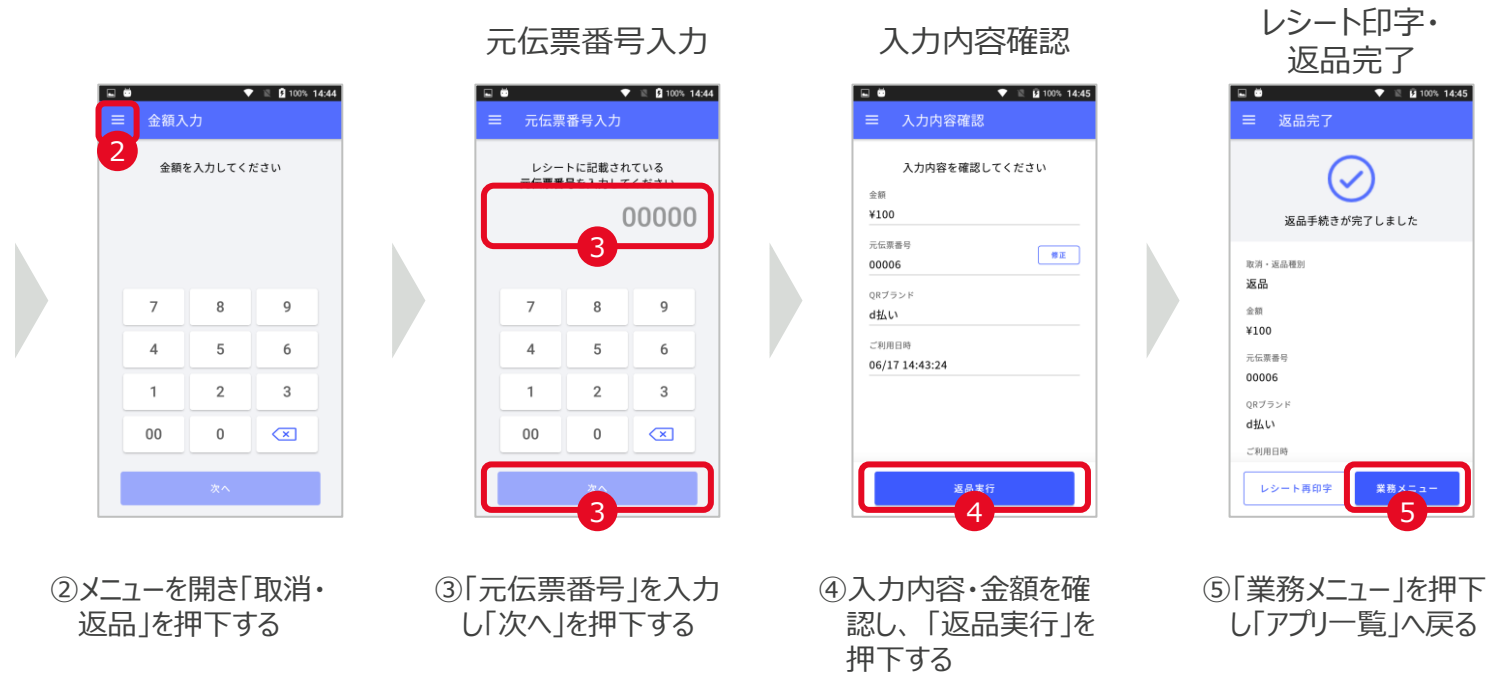 元伝票番号入力
入力内容確認
レシート印字・
返品完了
100% 14:44
金額入力
2
金額を入力してください
7 8 9
4 5 6
1 2 3
00 0
次へ
②メニューを開き「取消・
返品」を押下する
100% 14:44
元伝票番号入力
レシートに記載されている
元伝票番号を入力してください
00000
3
7 8 9
4 5 6
1 2 3
00 0
次へ
3
③「元伝票番号」を入力
し「次へ」を押下する
100% 14:45
入力内容確認
入力内容を確認してください
金額
¥100
元伝票番号
00006
修正
QRブランド
d払い
ご利用日時
06/17 14:43:24
返品実行
4
④入力内容・金額を確
認し、「返品実行」を
押下する
100% 14:45
返品完了
返品手続きが完了しました
取消・返品種別
返品
金額
¥100
元伝票番号
00006
QRブランド
d払い
ご利用日時
レシート再印字
業務メニュー
5
⑤「業務メニュー」を押下
し「アプリ一覧」へ戻る